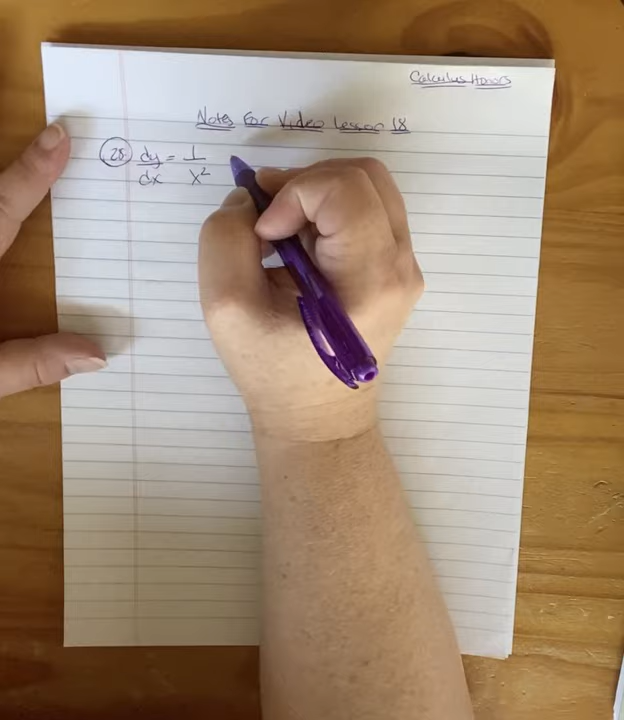 Calculus Honors
Notes For Video Lesson 18
28 dy/dx = 1/x²